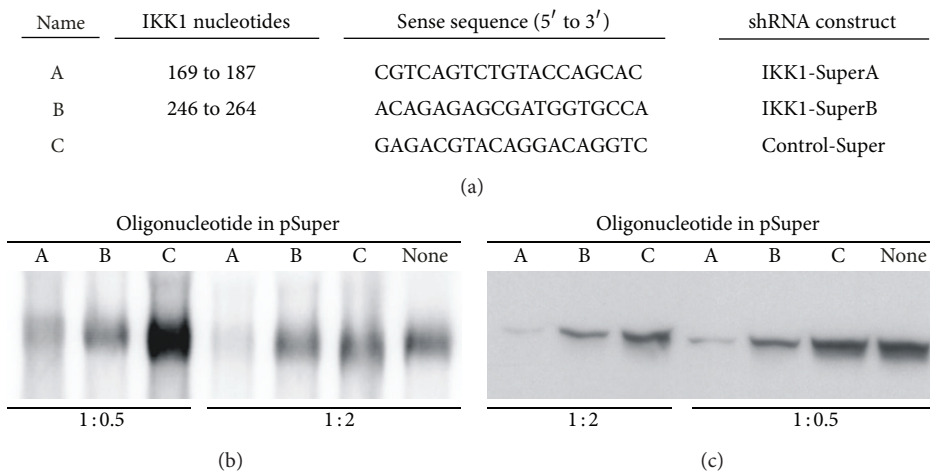 Name IKK1 nucleotides Sense sequence (5′ to 3′) shRNA construct
A 169 to 187 CGTCAGTCTGTACCAGCAC IKK1-SuperA
B 246 to 264 ACAGAGAGCGATGGTGCCA IKK1-SuperB
C GAGACGTACAGGACAGGTC Control-Super
(a)
Oligonucleotide in pSuper
A B C A B C None
1 : 0.5 1 : 2
(b)
Oligonucleotide in pSuper
A B C A B C None
1 : 2 1 : 0.5
(c)